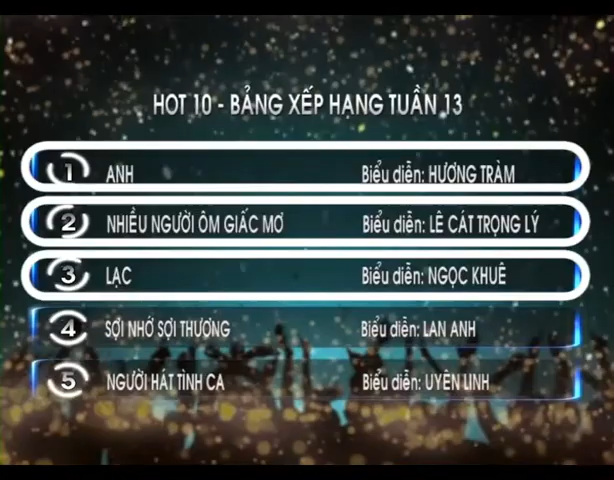 HOT 10 - BẢNG XẾP HẠNG TUẦN 13
1 ANH Biểu diễn: HƯƠNG TRÀM
2 NHIỀU NGƯỜI ÔM GIẤC MƠ Biểu diễn: LÊ CÁT TRỌNG LÝ
3 LẠC Biểu diễn: NGỌC KHUÊ
4 SỢI NHỚ SỢI THƯƠNG Biểu diễn: LAN ANH
5 NGƯỜI HÁT TÌNH CA Biểu diễn: UYÊN LINH